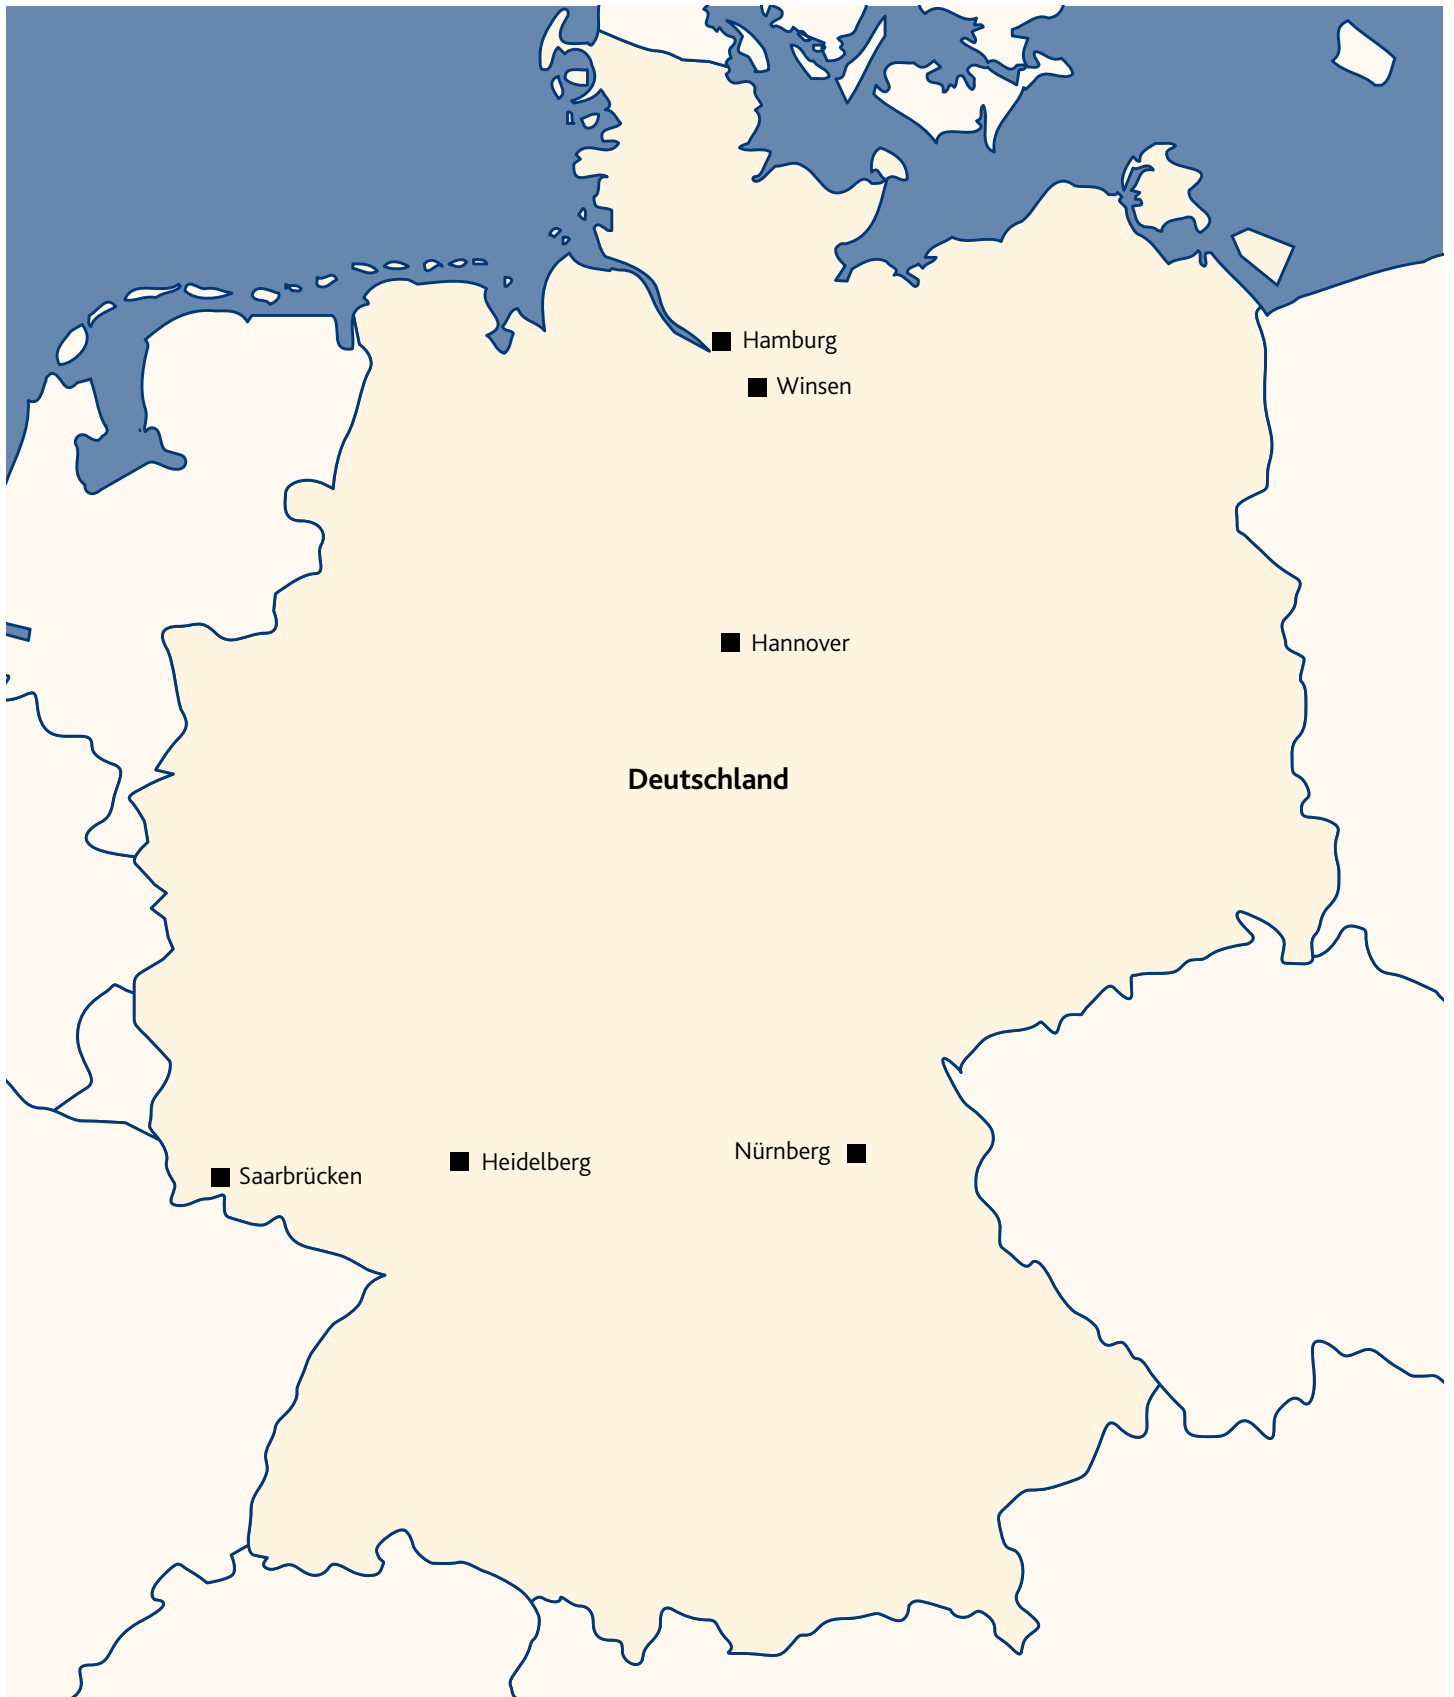 Hamburg
Winsen
Hannover
Deutschland
Nürnberg
Heidelberg
Saarbrücken